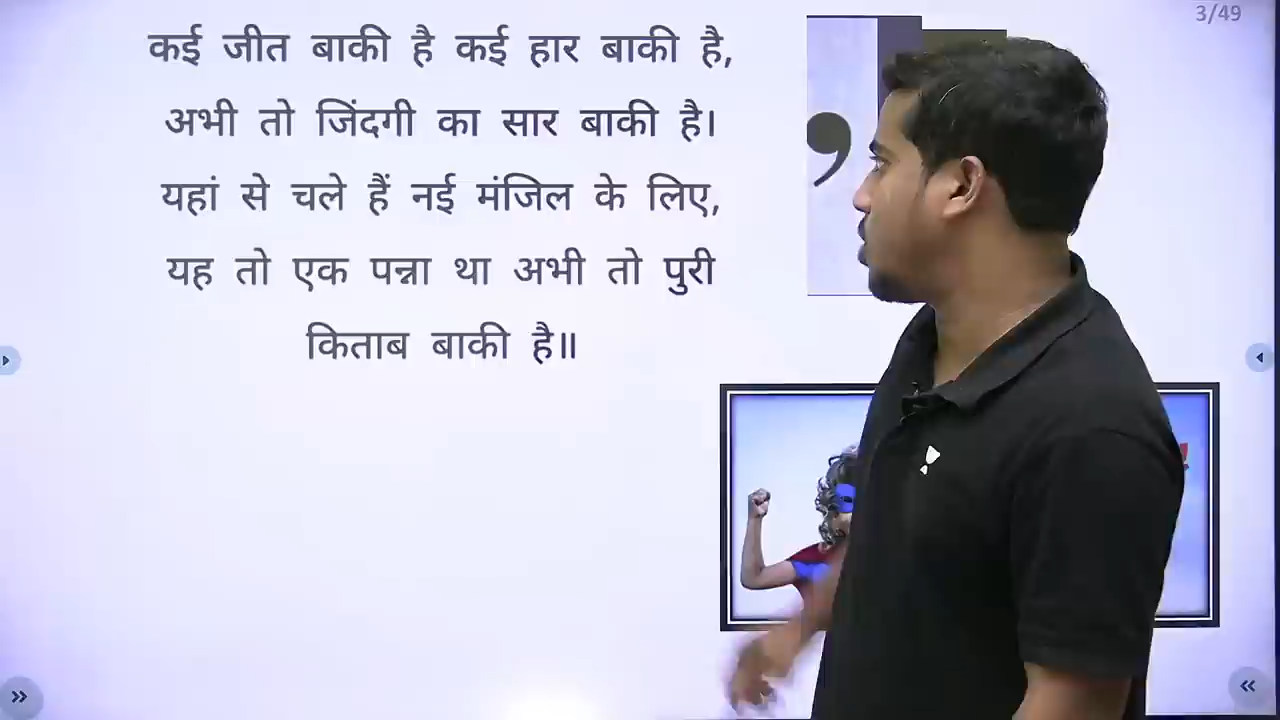 3/49
कई जीत बाकी है कई हार बाकी है,
अभी तो जिंदगी का सार बाकी है।
यहां से चले हैं नई मंजिल के लिए,
यह तो एक पन्ना था अभी तो पुरी
किताब बाकी है॥